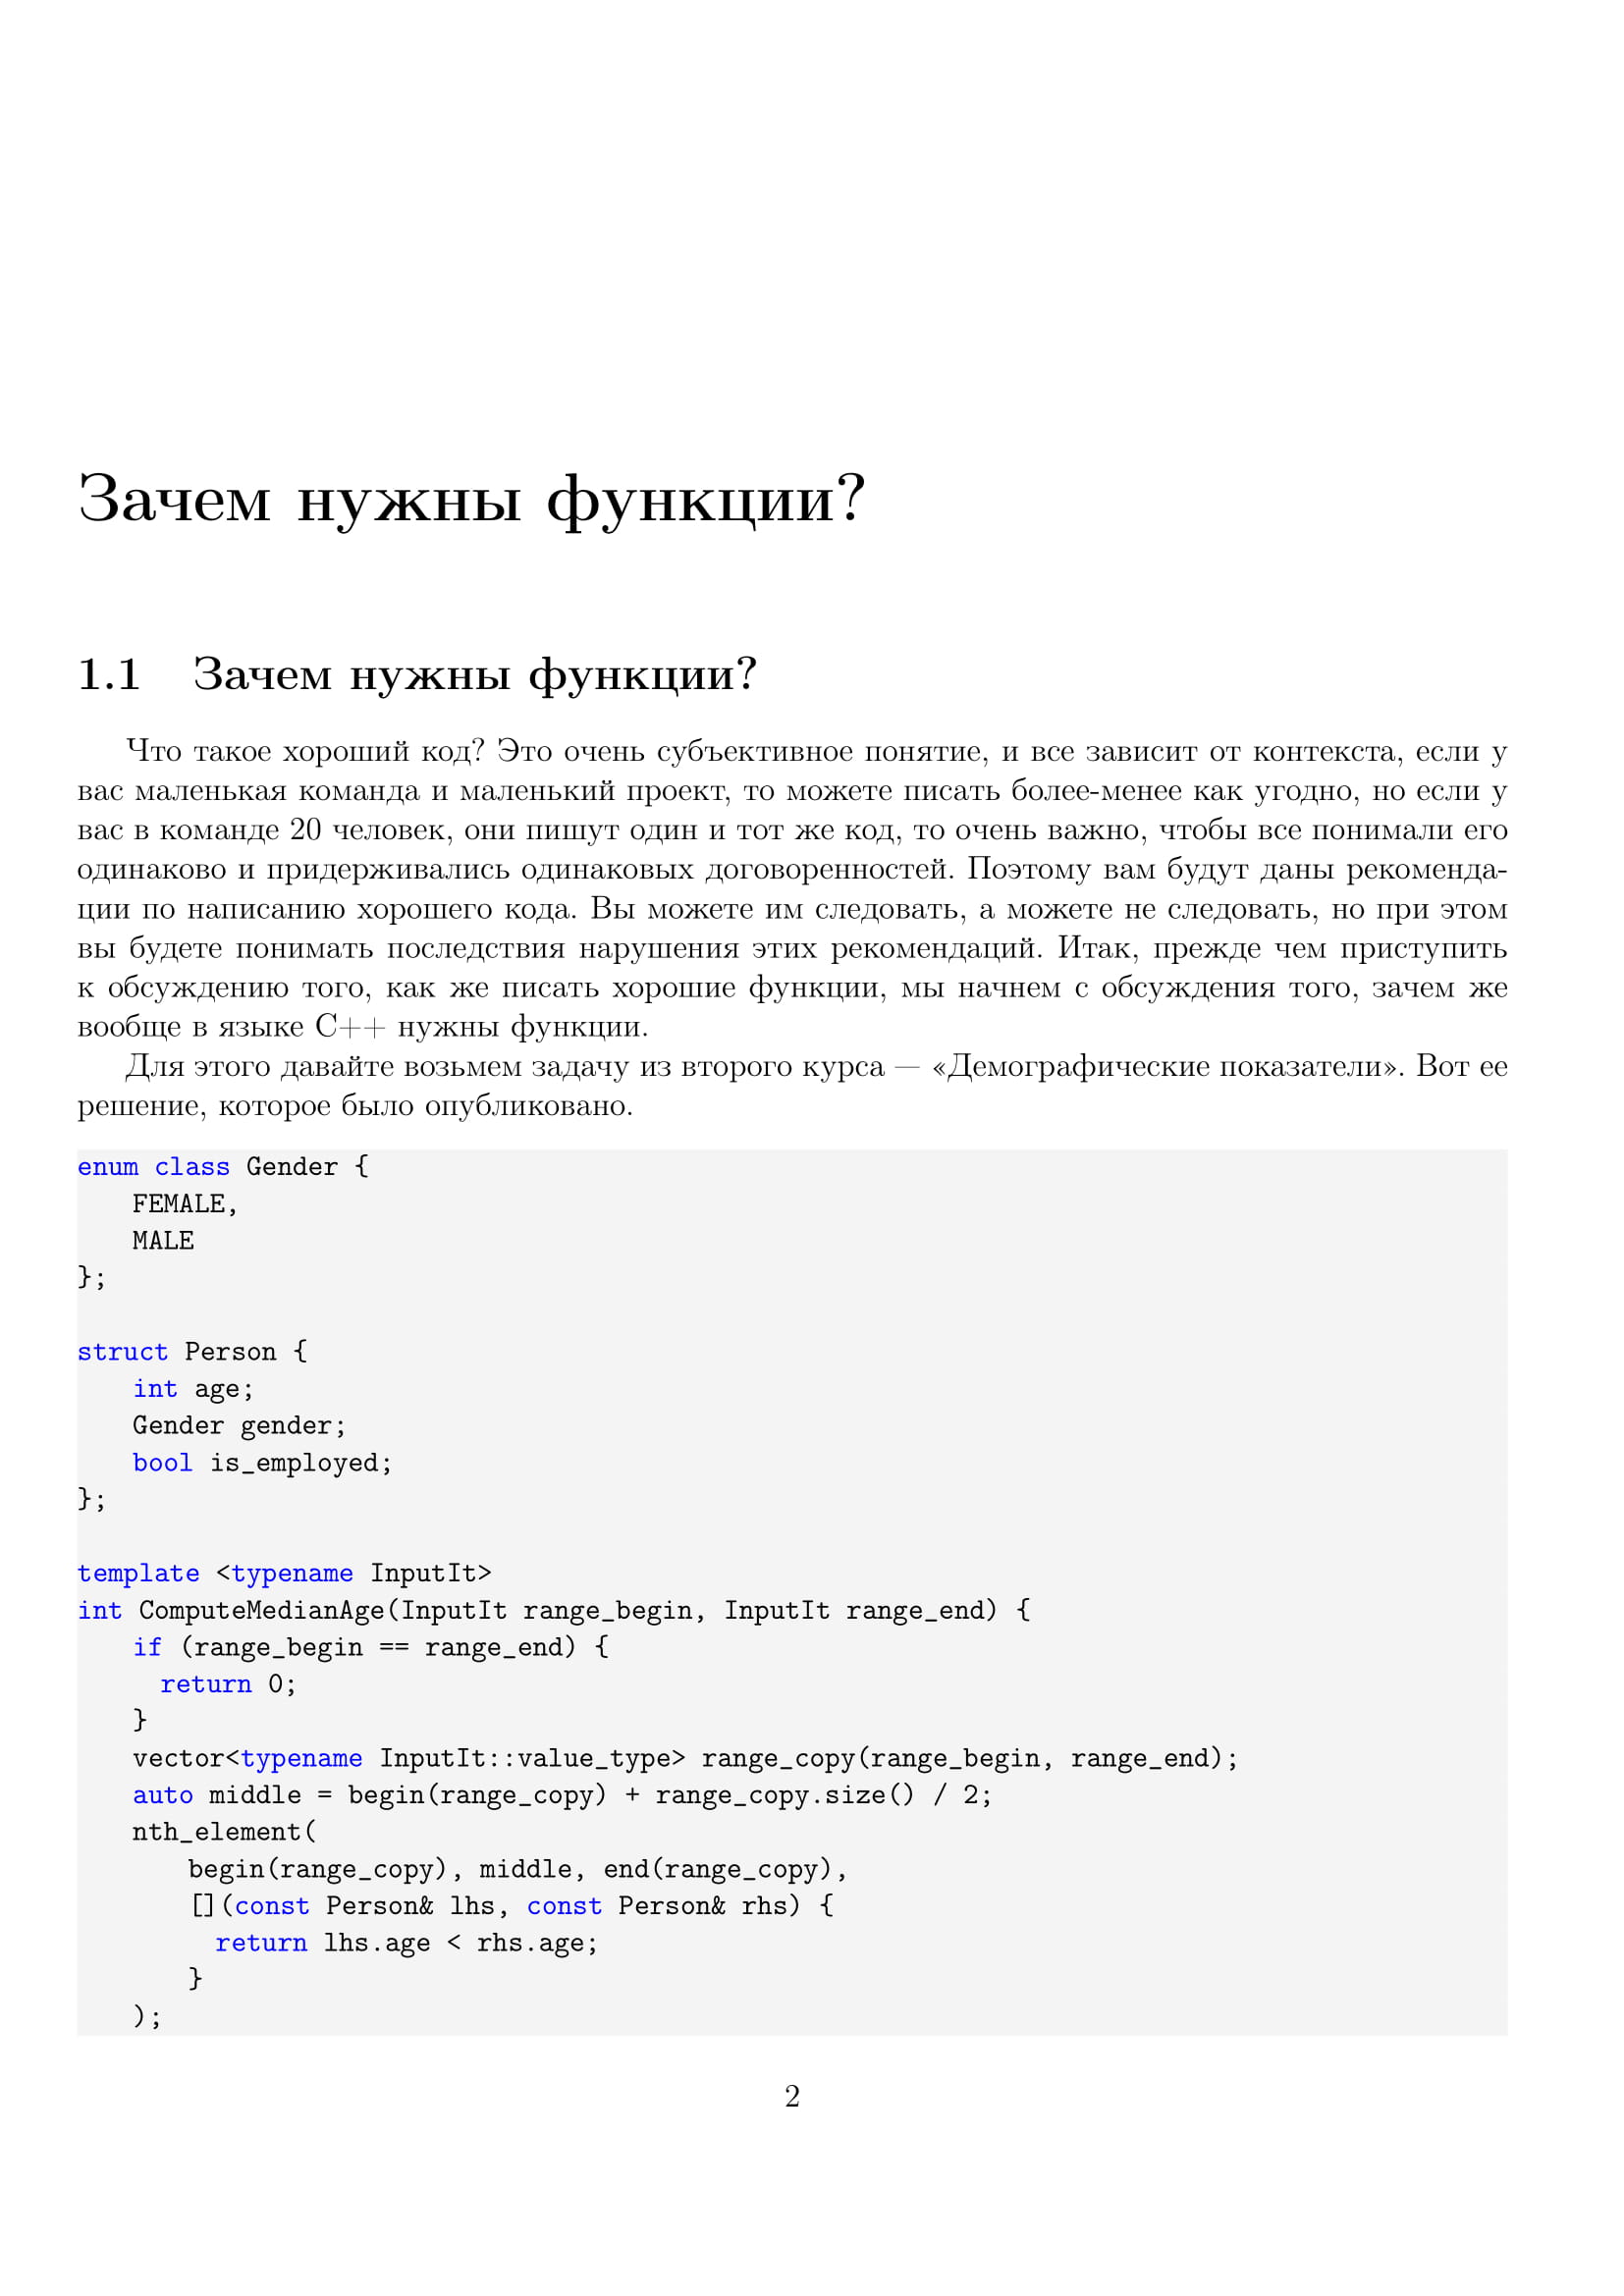 Зачем нужны функции?
1.1 Зачем нужны функции?
Что такое хороший код? Это очень субъективное понятие, и все зависит от контекста, если у
вас маленькая команда и маленький проект, то можете писать более-менее как угодно, но если у
вас в команде 20 человек, они пишут один и тот же код, то очень важно, чтобы все понимали его
одинаково и придерживались одинаковых договоренностей. Поэтому вам будут даны рекоменда-
ции по написанию хорошего кода. Вы можете им следовать, а можете не следовать, но при этом
вы будете понимать последствия нарушения этих рекомендаций. Итак, прежде чем приступить
к обсуждению того, как же писать хорошие функции, мы начнем с обсуждения того, зачем же
вообще в языке C++ нужны функции.
Для этого давайте возьмем задачу из второго курса — «Демографические показатели». Вот ее
решение, которое было опубликовано.
enum class Gender {
    FEMALE,
    MALE
};

struct Person {
    int age;
    Gender gender;
    bool is_employed;
};

template <typename InputIt>
int ComputeMedianAge(InputIt range_begin, InputIt range_end) {
    if (range_begin == range_end) {
      return 0;
    }
    vector<typename InputIt::value_type> range_copy(range_begin, range_end);
    auto middle = begin(range_copy) + range_copy.size() / 2;
    nth_element(
        begin(range_copy), middle, end(range_copy),
        [](const Person& lhs, const Person& rhs) {
          return lhs.age < rhs.age;
        }
    );
2